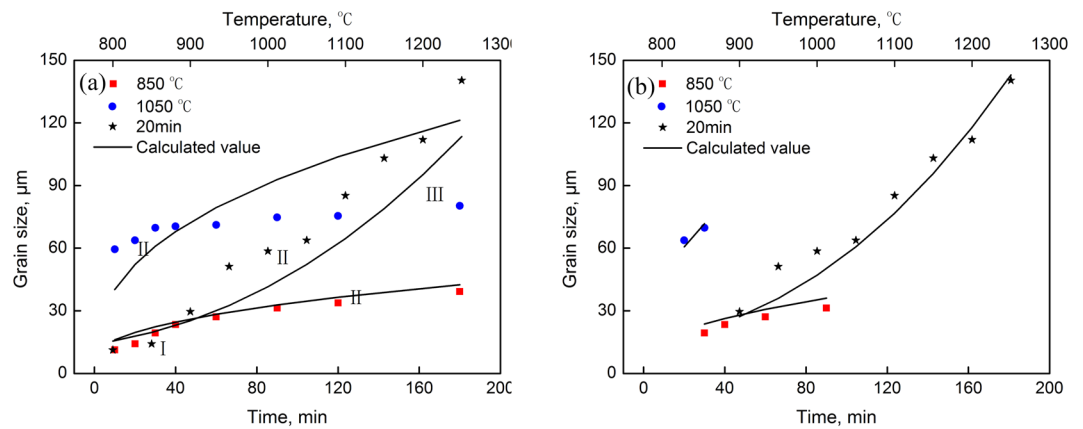 Temperature, ℃
800 900 1000 1100 1200 1300
150
120
90
60
30
0
Grain size, μm
(a)
850 ℃
1050 ℃
20min
Calculated value
II
II
III
II
I
0 40 80 120 160 200
Time, min
Temperature, ℃
800 900 1000 1100 1200 1300
150
120
90
60
30
0
Grain size, μm
(b)
850 ℃
1050 ℃
20min
Calculated value
0 40 80 120 160 200
Time, min